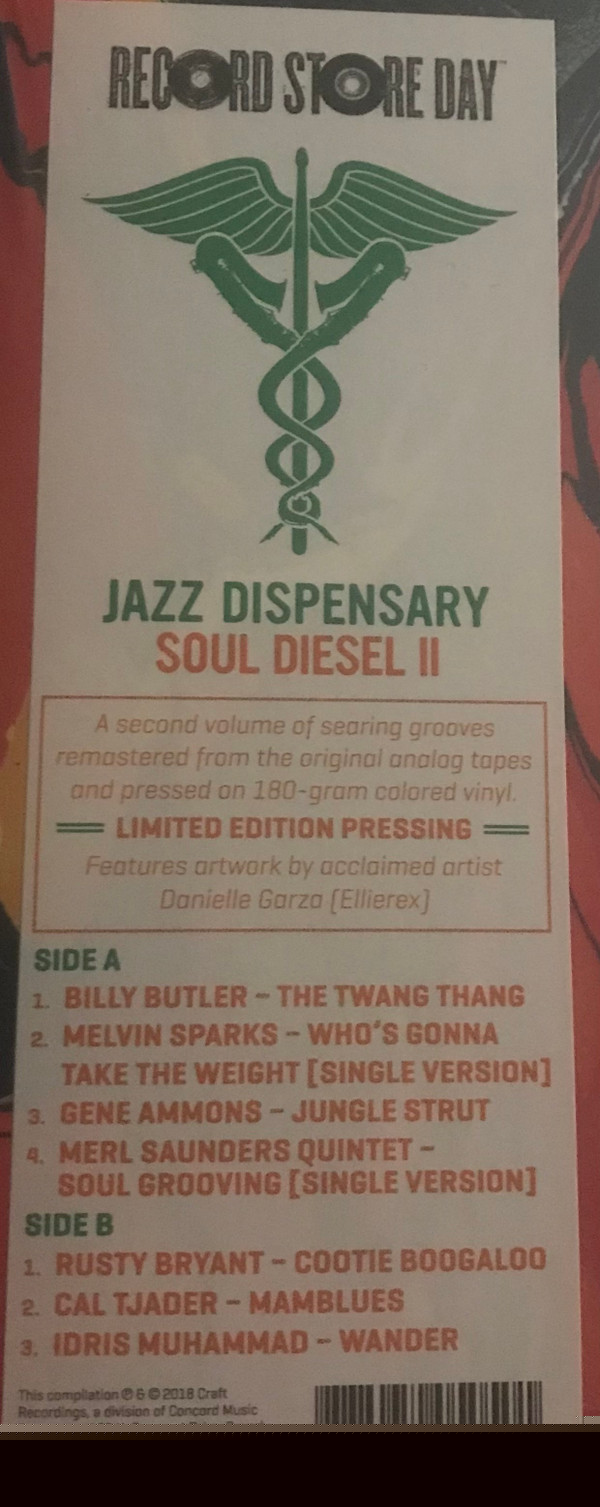 RECORD STORE DAY™
JAZZ DISPENSARY
SOUL DIESEL II
A second volume of searing grooves
remastered from the original analog tapes
and pressed on 180-gram colored vinyl.
LIMITED EDITION PRESSING
Features artwork by acclaimed artist
Danielle Garza [Ellierex]
SIDE A
1. BILLY BUTLER – THE TWANG THANG
2. MELVIN SPARKS – WHO'S GONNA
TAKE THE WEIGHT [SINGLE VERSION]
3. GENE AMMONS – JUNGLE STRUT
4. MERL SAUNDERS QUINTET –
SOUL GROOVING [SINGLE VERSION]
SIDE B
1. RUSTY BRYANT – COOTIE BOOGALOO
2. CAL TJADER – MAMBLUES
3. IDRIS MUHAMMAD – WANDER
This compilation ℗ & © 2018 Craft
Recordings, a division of Concord Music